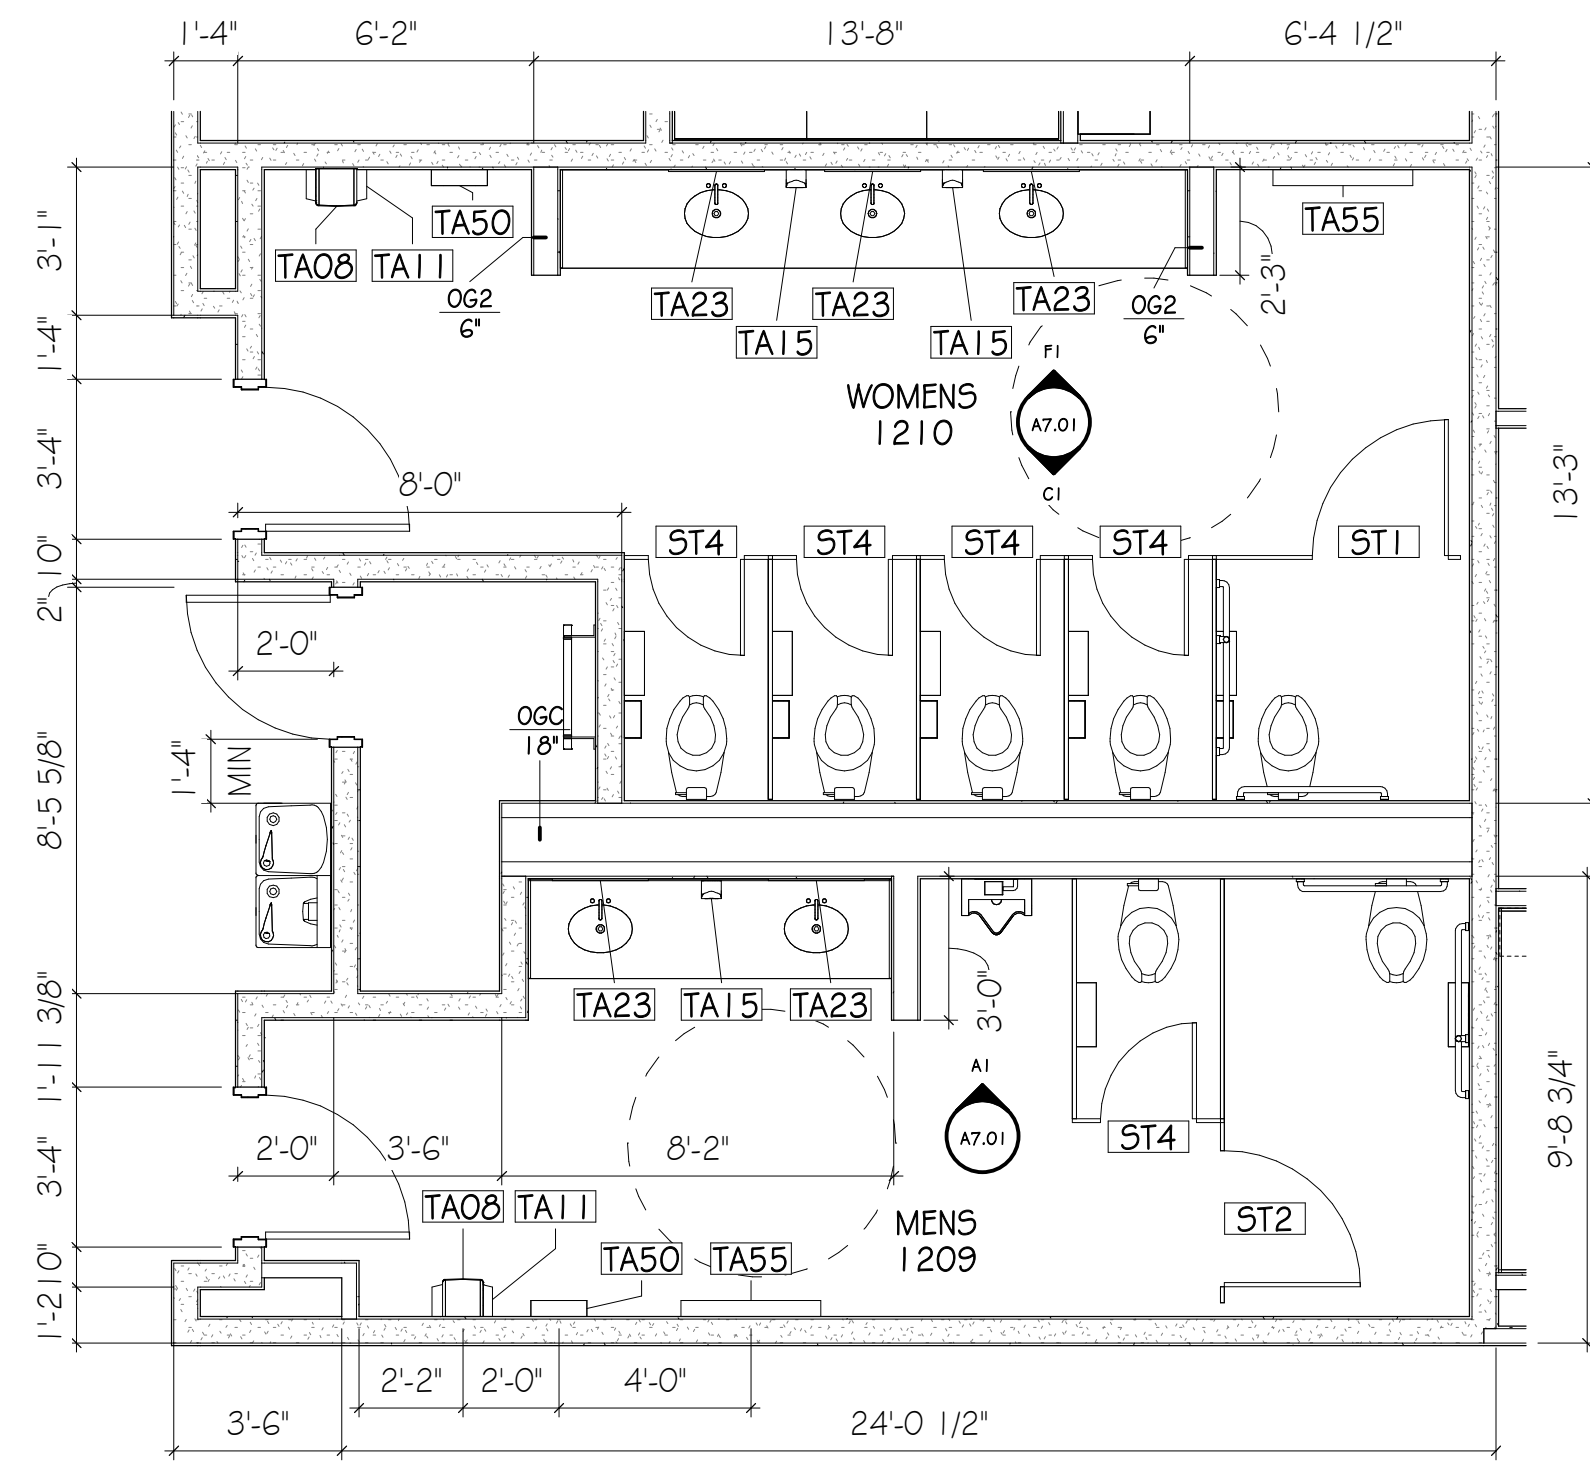 1'-4"
6'-2"
13'-8"
6'-4 1/2"
3'-1"
1'-4"
3'-4"
10"
2"
8'-5 5/8"
1'-11 3/8"
3'-4"
10"
1'-2"
TA50
TA08
TA11
OG2
6"
TA23
TA15
TA23
TA15
TA23
OG2
6"
2'-3"
TA55
WOMENS
1210
F1
A7.01
C1
13'-3"
8'-0"
ST4
ST4
ST4
ST4
ST1
2'-0"
OGC
18"
1'-4"
MIN
TA23
TA15
TA23
3'-0"
A1
A7.01
ST4
9'-8 3/4"
2'-0"
3'-6"
8'-2"
TA08
TA11
TA50
TA55
MENS
1209
ST2
2'-2"
2'-0"
4'-0"
3'-6"
24'-0 1/2"